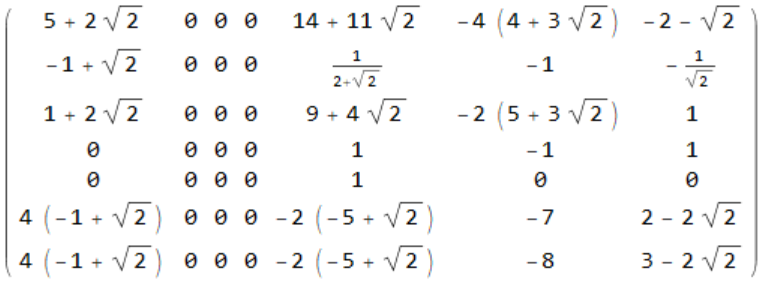 5 + 2 √2 0 0 0 14 + 11 √2 -4 (4 + 3 √2) -2 - √2
-1 + √2 0 0 0 1/(2+√2) -1 -1/√2
1 + 2 √2 0 0 0 9 + 4 √2 -2 (5 + 3 √2) 1
0 0 0 0 1 -1 1
0 0 0 0 1 0 0
4 (-1 + √2) 0 0 0 -2 (-5 + √2) -7 2 - 2 √2
4 (-1 + √2) 0 0 0 -2 (-5 + √2) -8 3 - 2 √2